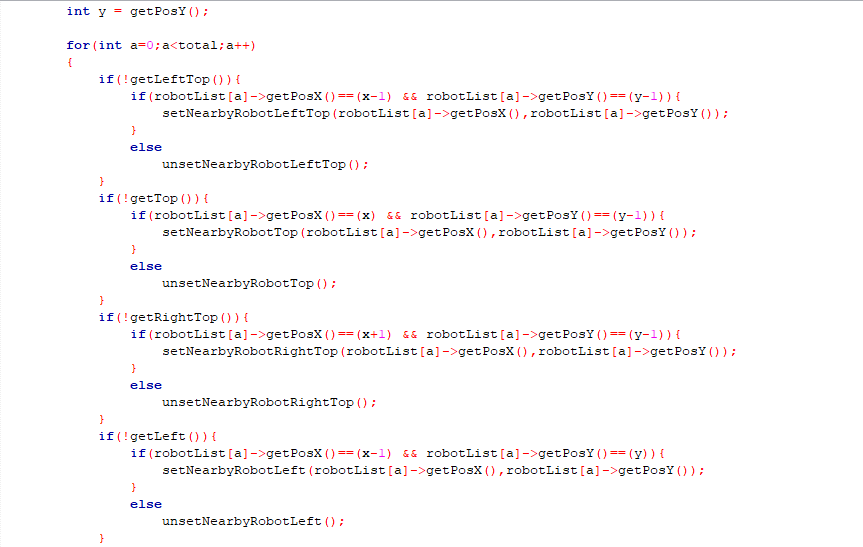 int y = getPosY();
for(int a=0;a<total;a++)
{
if(!getLeftTop()){
if(robotList[a]->getPosX()==(x-1) && robotList[a]->getPosY()==(y-1)){
setNearbyRobotLeftTop(robotList[a]->getPosX(),robotList[a]->getPosY());
}
else
unsetNearbyRobotLeftTop();
}
if(!getTop()){
if(robotList[a]->getPosX()==(x) && robotList[a]->getPosY()==(y-1)){
setNearbyRobotTop(robotList[a]->getPosX(),robotList[a]->getPosY());
}
else
unsetNearbyRobotTop();
}
if(!getRightTop()){
if(robotList[a]->getPosX()==(x+1) && robotList[a]->getPosY()==(y-1)){
setNearbyRobotRightTop(robotList[a]->getPosX(),robotList[a]->getPosY());
}
else
unsetNearbyRobotRightTop();
}
if(!getLeft()){
if(robotList[a]->getPosX()==(x-1) && robotList[a]->getPosY()==(y)){
setNearbyRobotLeft(robotList[a]->getPosX(),robotList[a]->getPosY());
}
else
unsetNearbyRobotLeft();
}